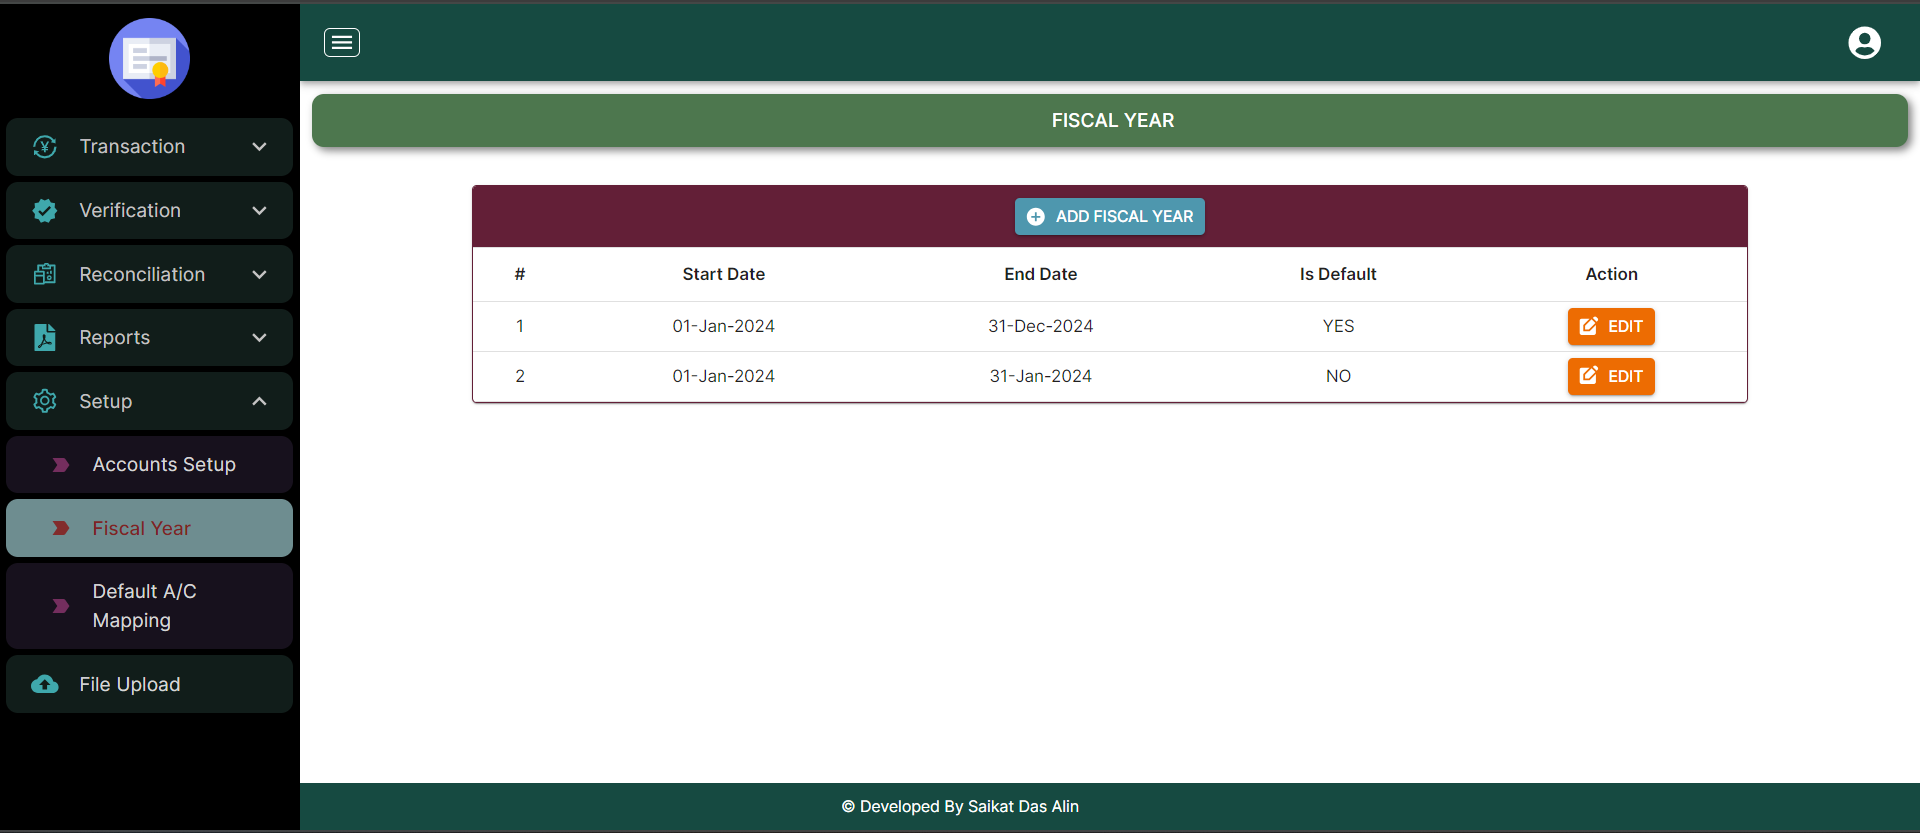 Transaction
Verification
Reconciliation
Reports
Setup
Accounts Setup
Fiscal Year
Default A/C
Mapping
File Upload
FISCAL YEAR
ADD FISCAL YEAR
# Start Date End Date Is Default Action
1 01-Jan-2024 31-Dec-2024 YES EDIT
2 01-Jan-2024 31-Jan-2024 NO EDIT
© Developed By Saikat Das Alin